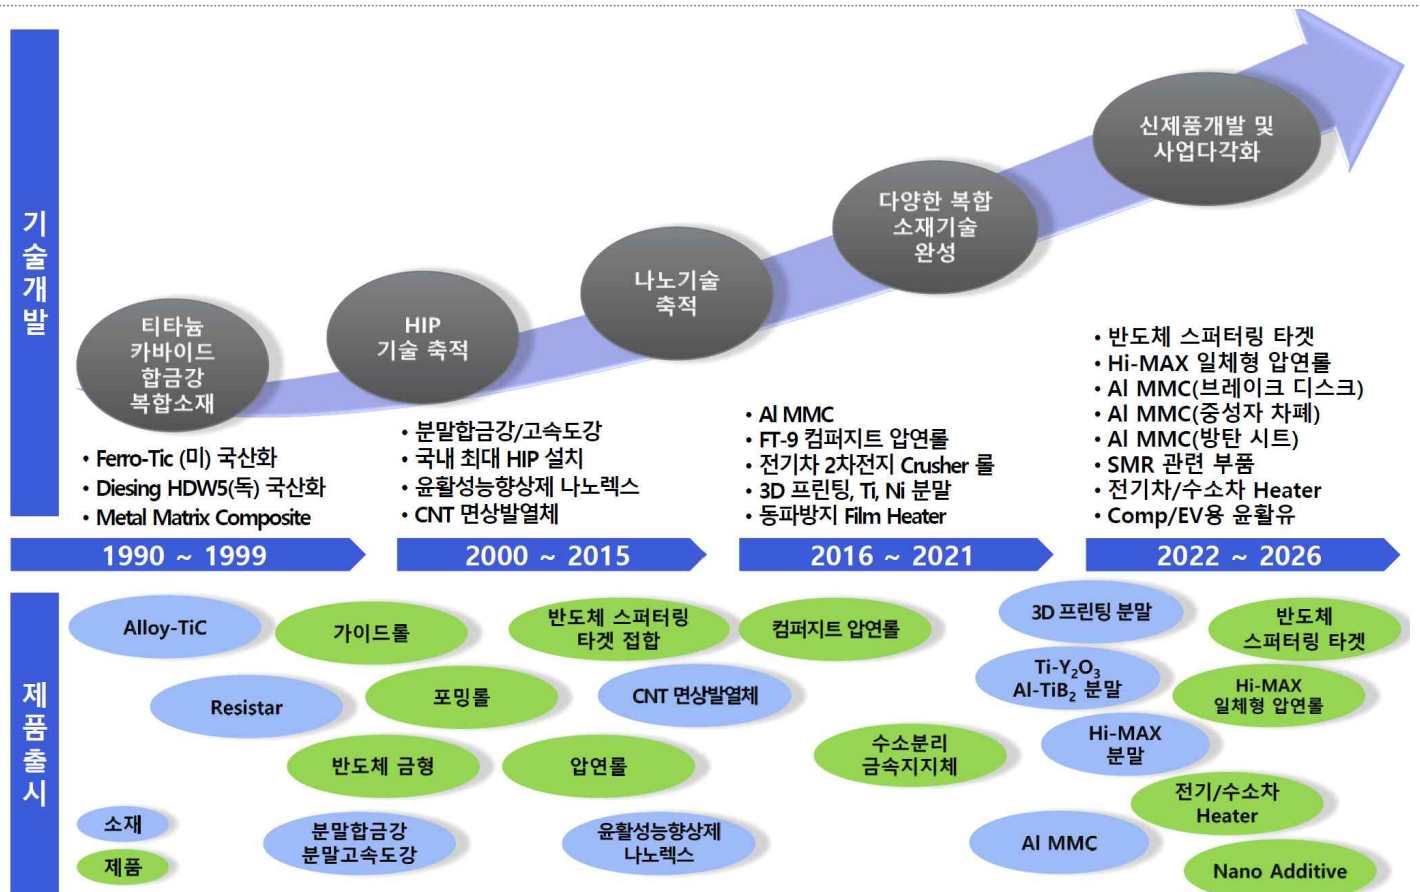 기술개발
티타늄
카바이드
합금강
복합소재
HIP
기술 축적
나노기술
축적
다양한 복합
소재기술
완성
신제품개발 및
사업다각화
• Ferro-Tic (미) 국산화
• Diesing HDW5(독) 국산화
• Metal Matrix Composite
• 분말합금강/고속도강
• 국내 최대 HIP 설치
• 윤활성능향상제 나노렉스
• CNT 면상발열체
• Al MMC
• FT-9 컴퍼지트 압연롤
• 전기차 2차전지 Crusher 롤
• 3D 프린팅, Ti, Ni 분말
• 동파방지 Film Heater
• 반도체 스퍼터링 타겟
• Hi-MAX 일체형 압연롤
• Al MMC(브레이크 디스크)
• Al MMC(중성자 차폐)
• Al MMC(방탄 시트)
• SMR 관련 부품
• 전기차/수소차 Heater
• Comp/EV용 윤활유
1990 ~ 1999
2000 ~ 2015
2016 ~ 2021
2022 ~ 2026
제품출시
Alloy-TiC
가이드롤
반도체 스퍼터링
타겟 접합
컴퍼지트 압연롤
3D 프린팅 분말
반도체
스퍼터링 타겟
Resistar
포밍롤
CNT 면상발열체
Ti-Y₂O₃
Al-TiB₂ 분말
Hi-MAX
일체형 압연롤
반도체 금형
압연롤
수소분리
금속지지체
Hi-MAX
분말
전기/수소차
Heater
소재
제품
분말합금강
분말고속도강
윤활성능향상제
나노렉스
Al MMC
Nano Additive